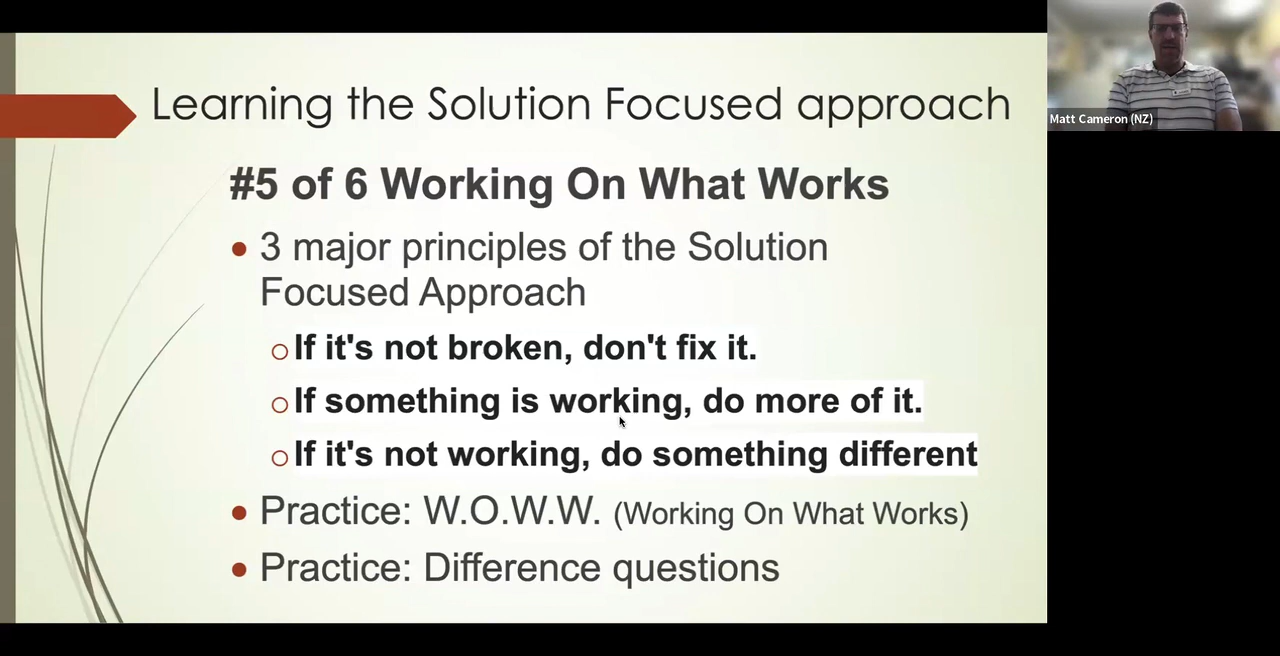 Learning the Solution Focused approach
#5 of 6 Working On What Works
3 major principles of the Solution
Focused Approach
If it's not broken, don't fix it.
If something is working, do more of it.
If it's not working, do something different
Practice: W.O.W.W. (Working On What Works)
Practice: Difference questions
Matt Cameron (NZ)